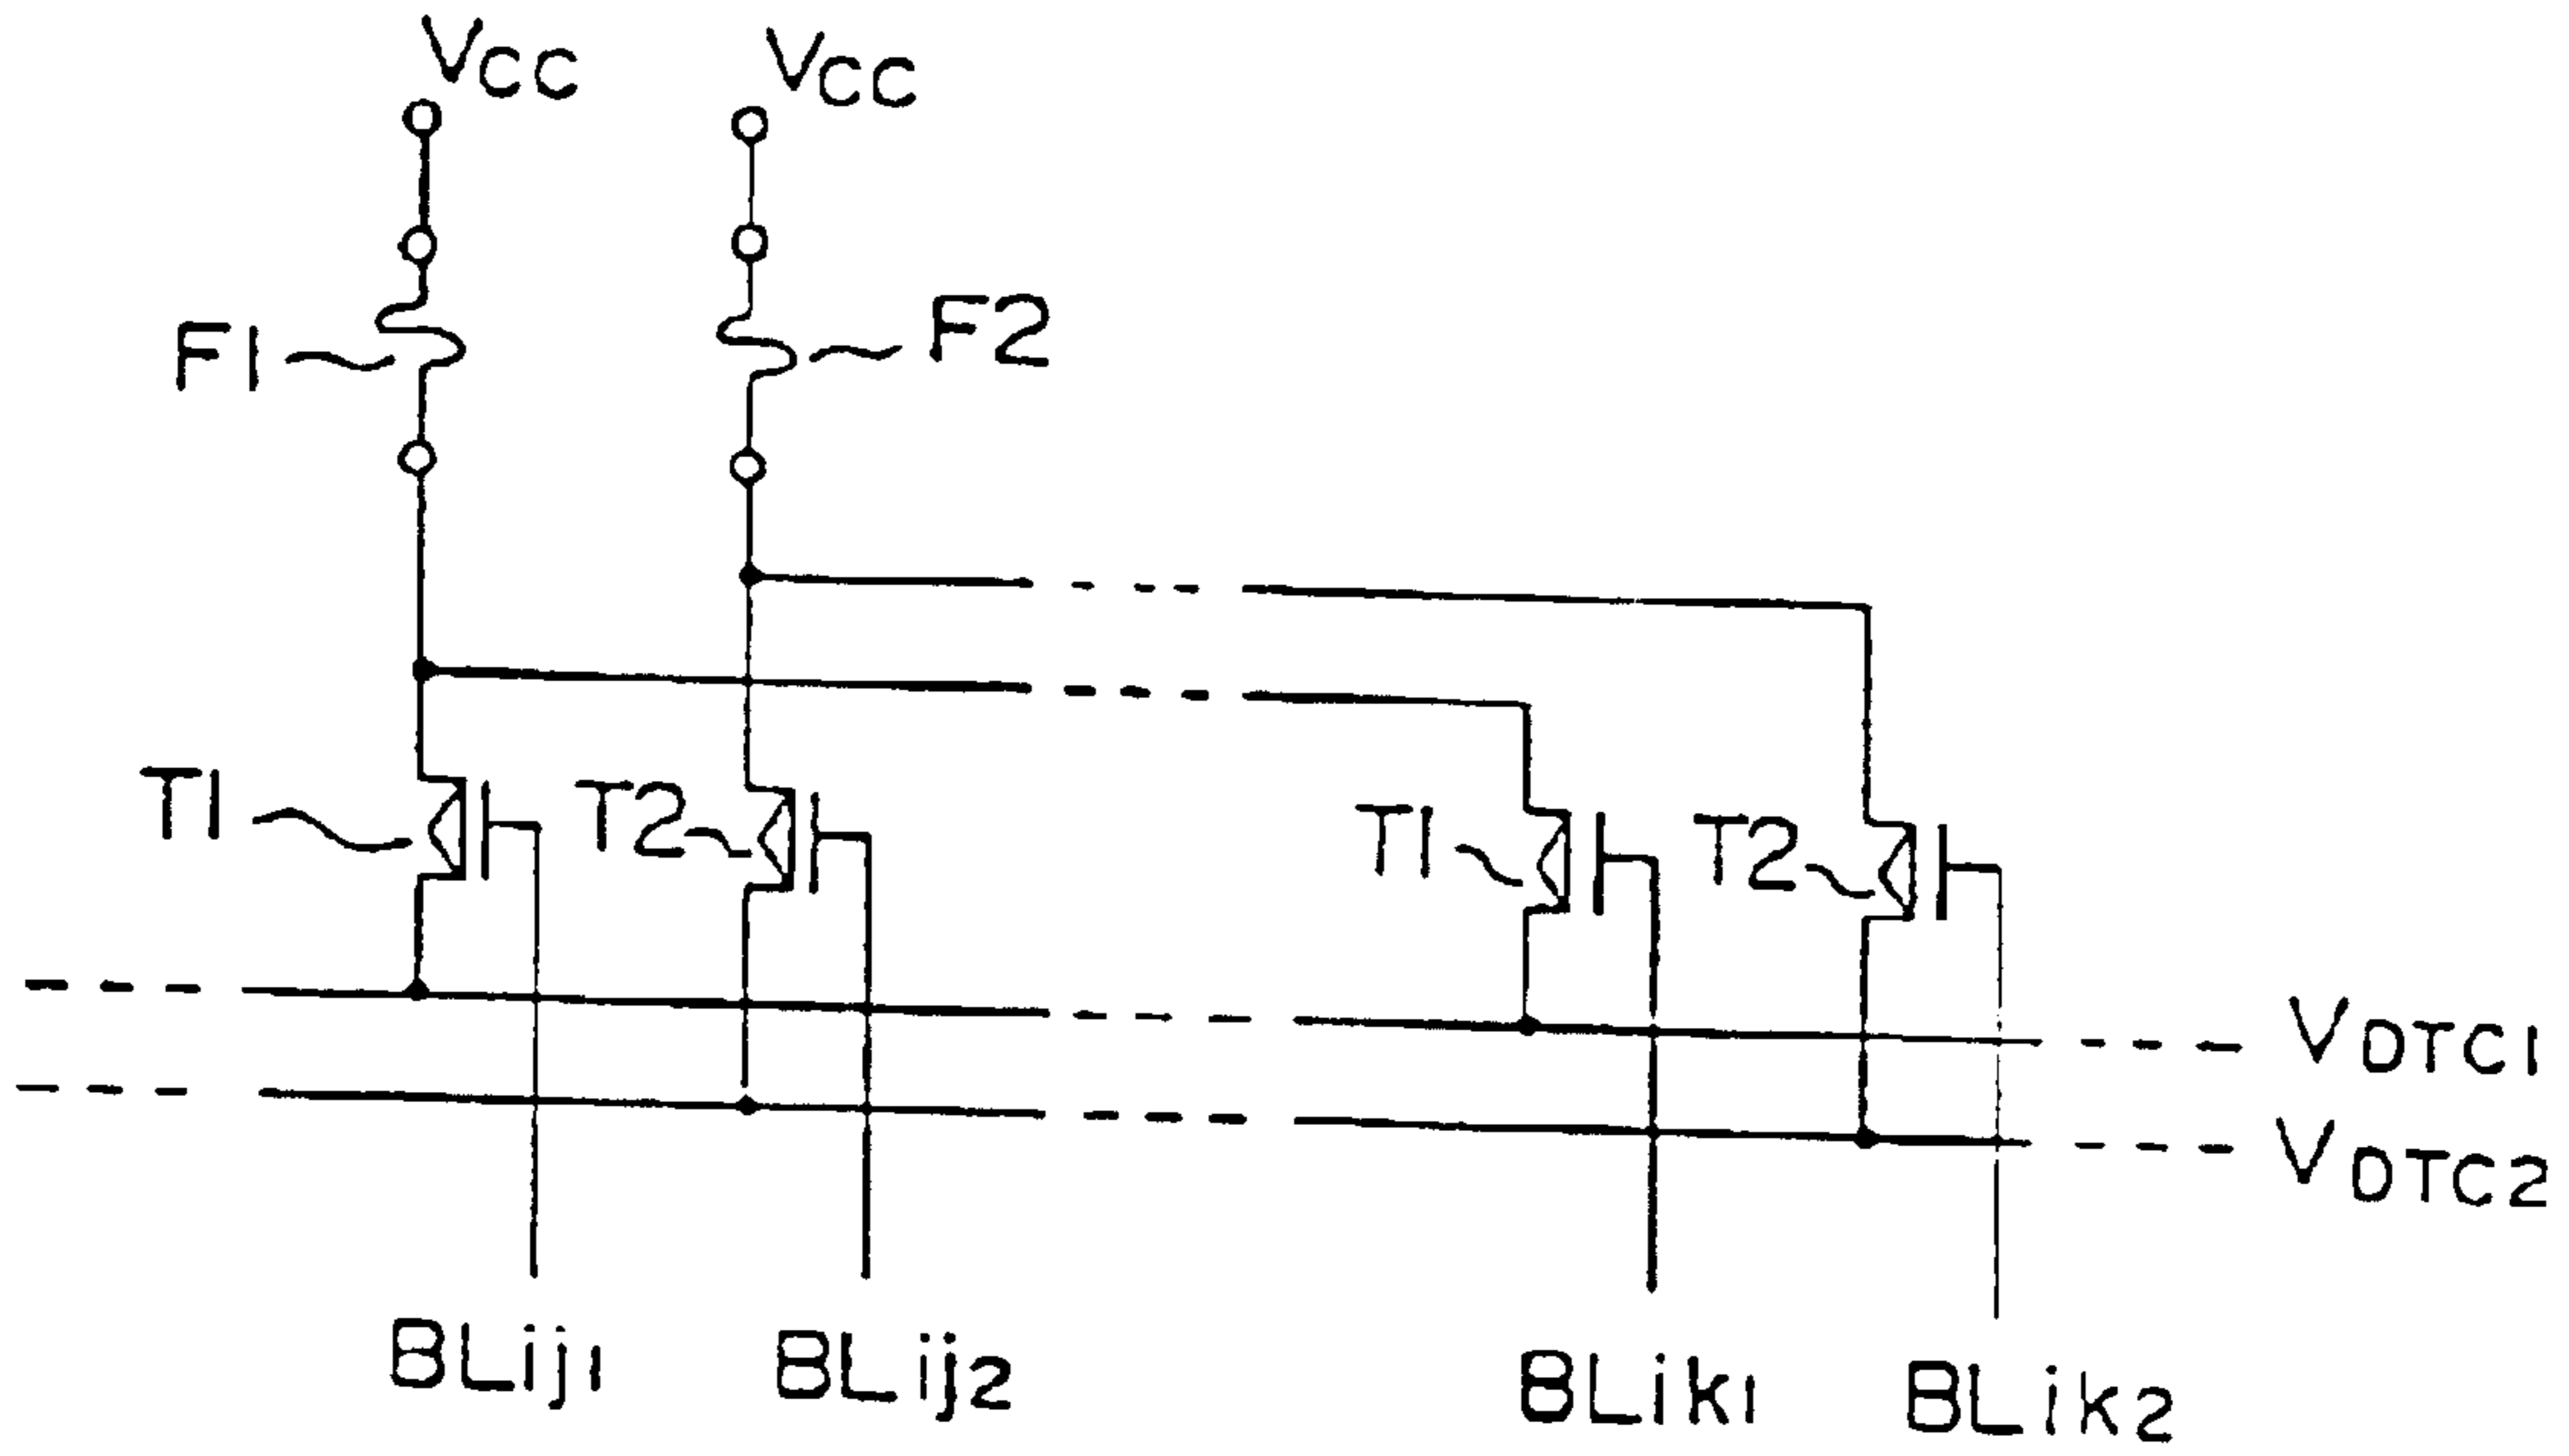 VCC VCC
F1 F2
T1 T2 T1 T2
VDTC1
VDTC2
BLij1 BLij2 BLik1 BLik2